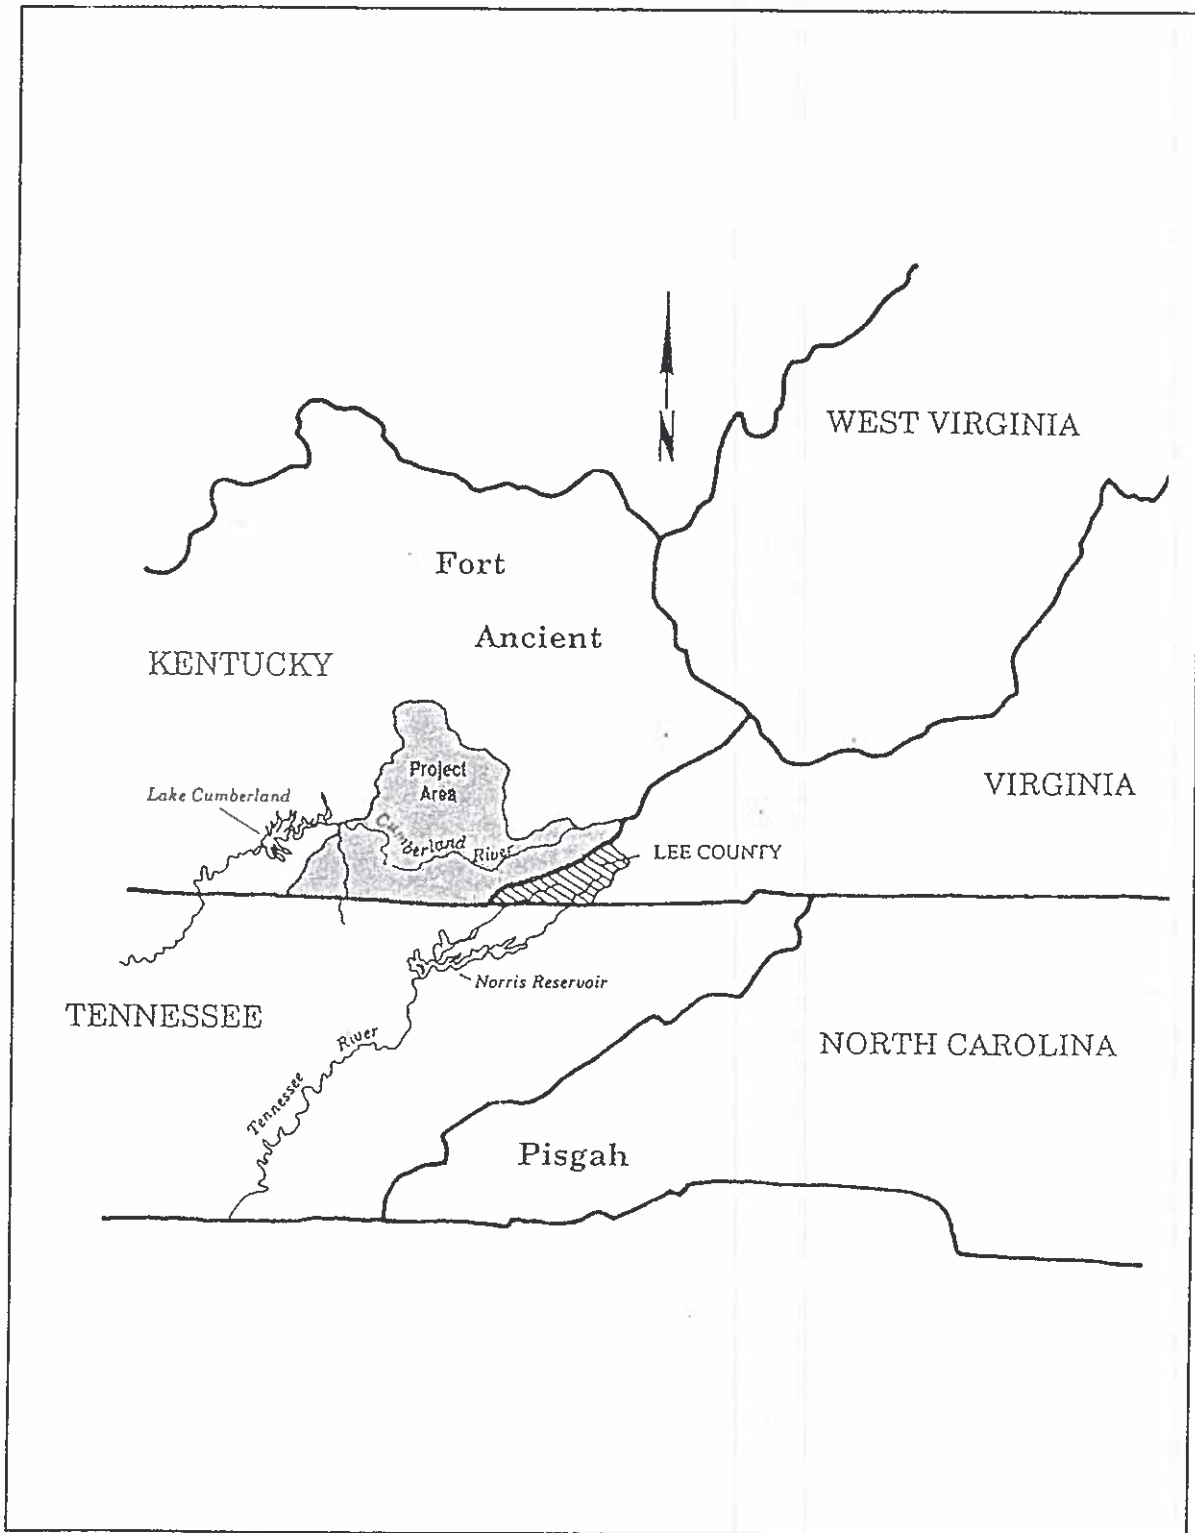 N
WEST VIRGINIA
Fort
Ancient
KENTUCKY
Project
Area
Lake Cumberland
VIRGINIA
Cumberland River
LEE COUNTY
Norris Reservoir
TENNESSEE
Tennessee River
NORTH CAROLINA
Pisgah